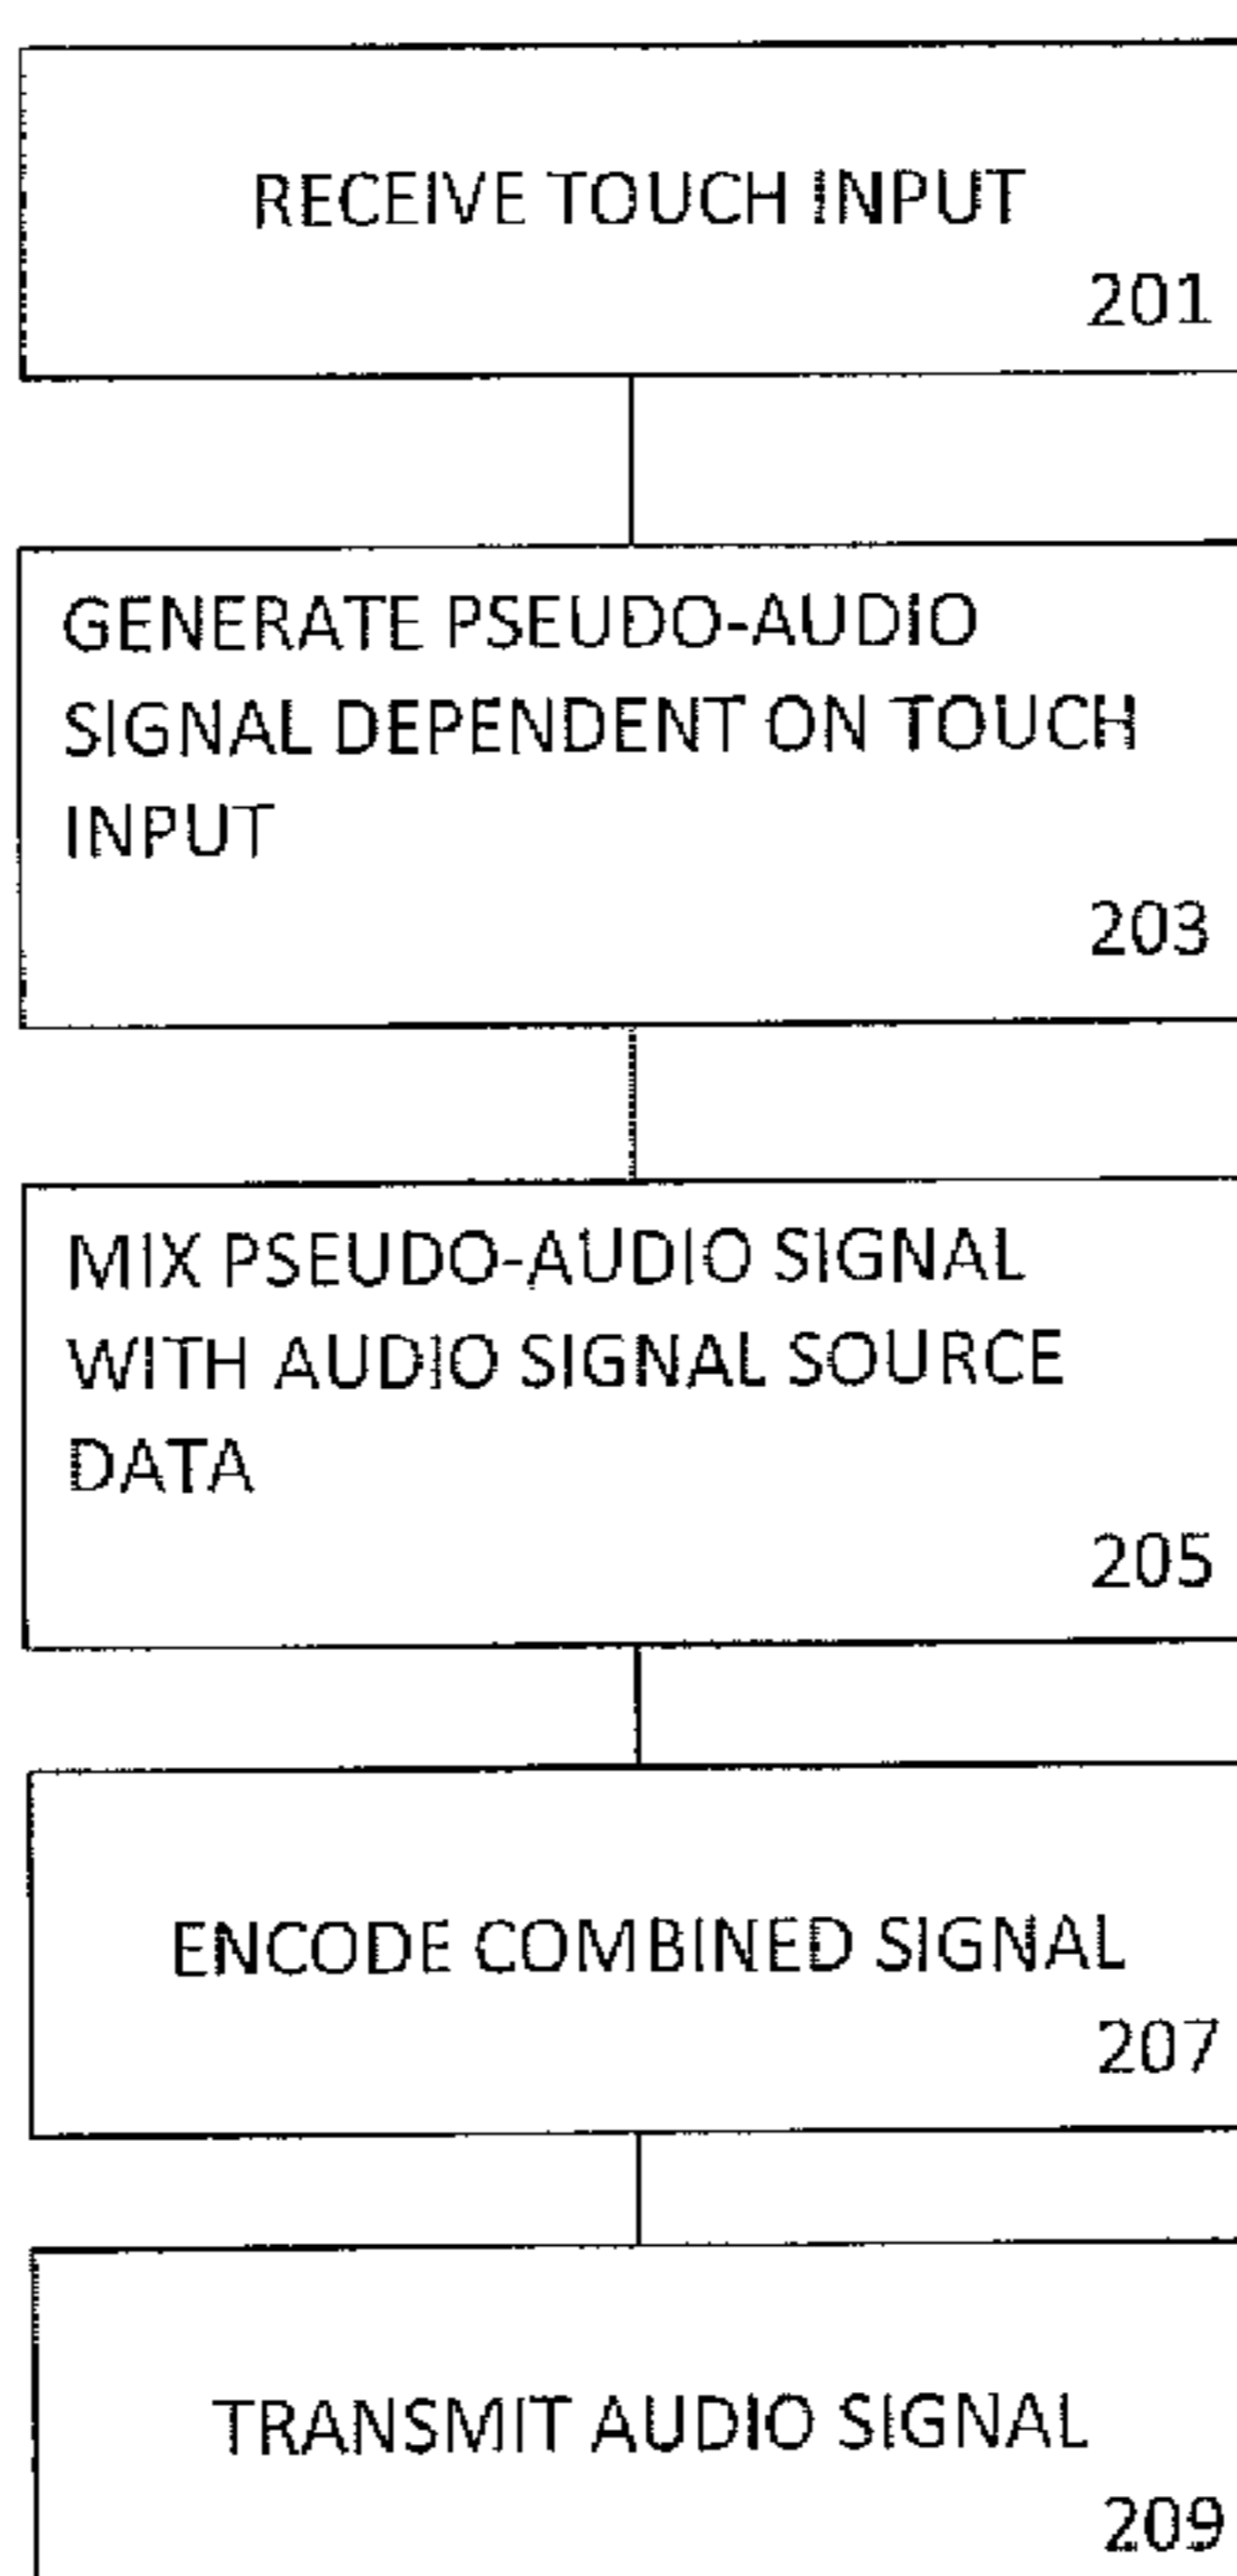 RECEIVE TOUCH INPUT
201
GENERATE PSEUDO-AUDIO
SIGNAL DEPENDENT ON TOUCH
INPUT
203
MIX PSEUDO-AUDIO SIGNAL
WITH AUDIO SIGNAL SOURCE
DATA
205
ENCODE COMBINED SIGNAL
207
TRANSMIT AUDIO SIGNAL
209